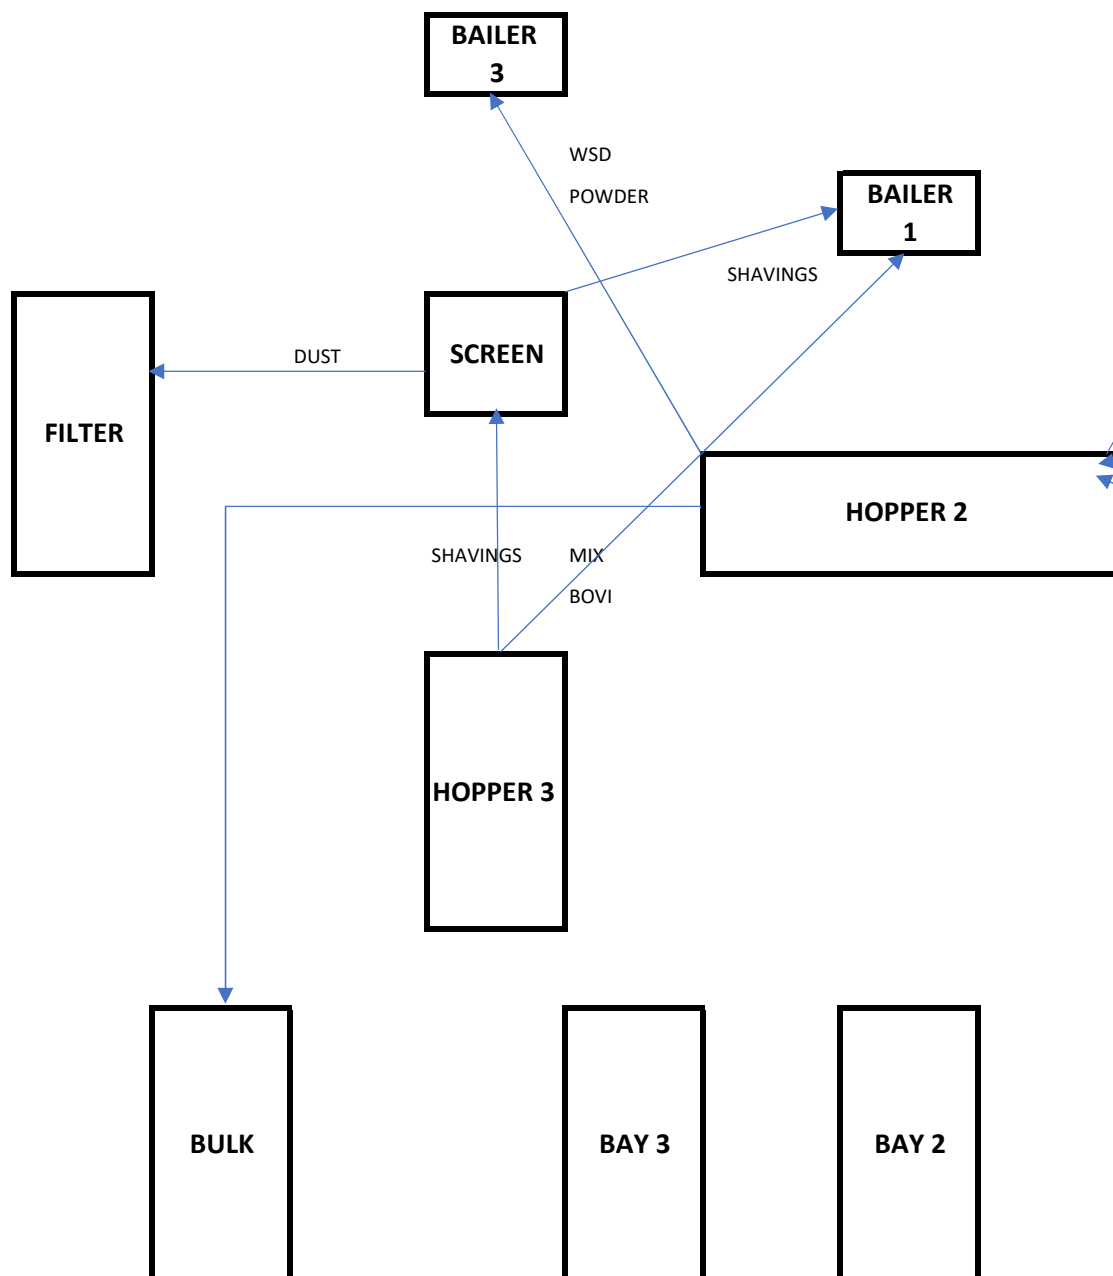 BAILER
3
WSD
POWDER
BAILER
1
SHAVINGS
DUST
SCREEN
FILTER
HOPPER 2
SHAVINGS
MIX
BOVI
HOPPER 3
BULK
BAY 3
BAY 2